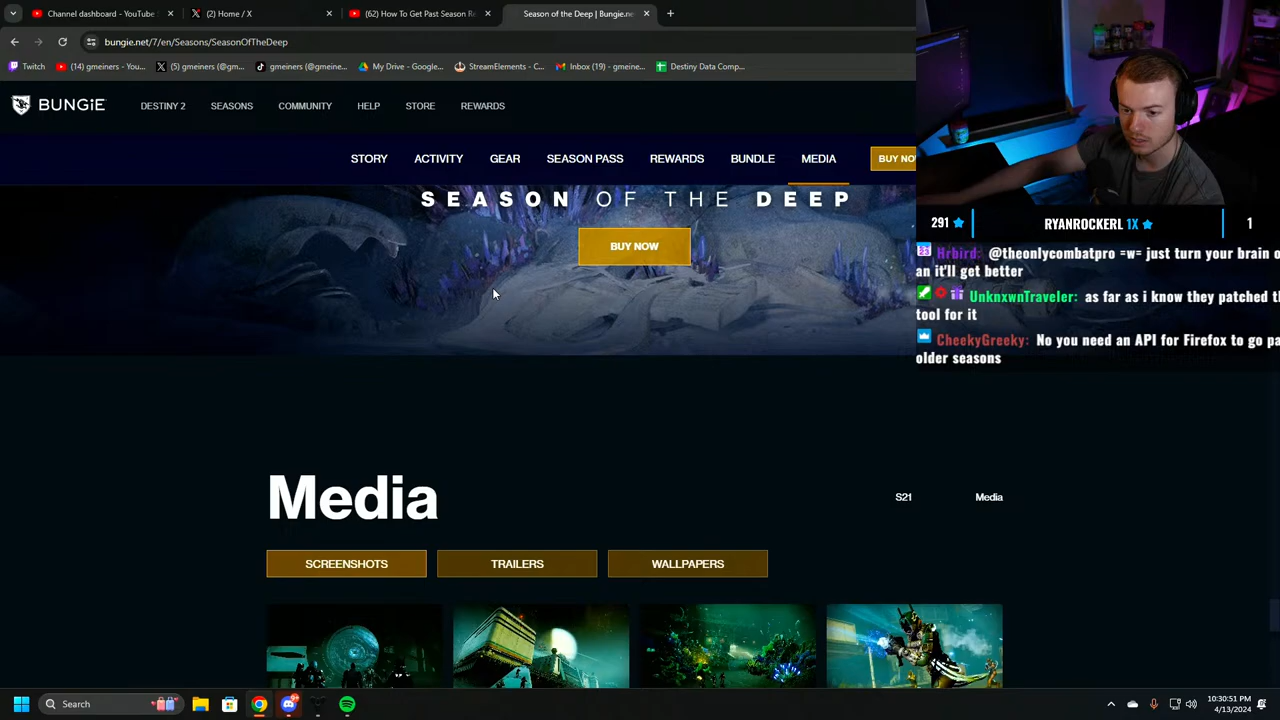 Channel dashboard - YouTube
(2) Home / X
(62) How To Get Past Season Re
Season of the Deep | Bungie.ne
bungie.net/7/en/Seasons/SeasonOfTheDeep
Twitch
(14) gmeiners - You...
(5) gmeiners (@gm...
gmeiners (@gmeine...
My Drive - Google...
StreamElements - C...
Inbox (19) - gmeine...
Destiny Data Comp...
BUNGiE
DESTINY 2
SEASONS
COMMUNITY
HELP
STORE
REWARDS
STORY
ACTIVITY
GEAR
SEASON PASS
REWARDS
BUNDLE
MEDIA
BUY NO
SEASON OF THE DEEP
BUY NOW
291
RYANROCKERL 1X
1
Hrbird: @theonlycombatpro =w= just turn your brain o
an it'll get better
UnknxwnTraveler: as far as i know they patched th
tool for it
CheekyGreeky: No you need an API for Firefox to go pa
older seasons
Media
S21
Media
SCREENSHOTS
TRAILERS
WALLPAPERS
Search
10:30:51 PM
4/13/2024